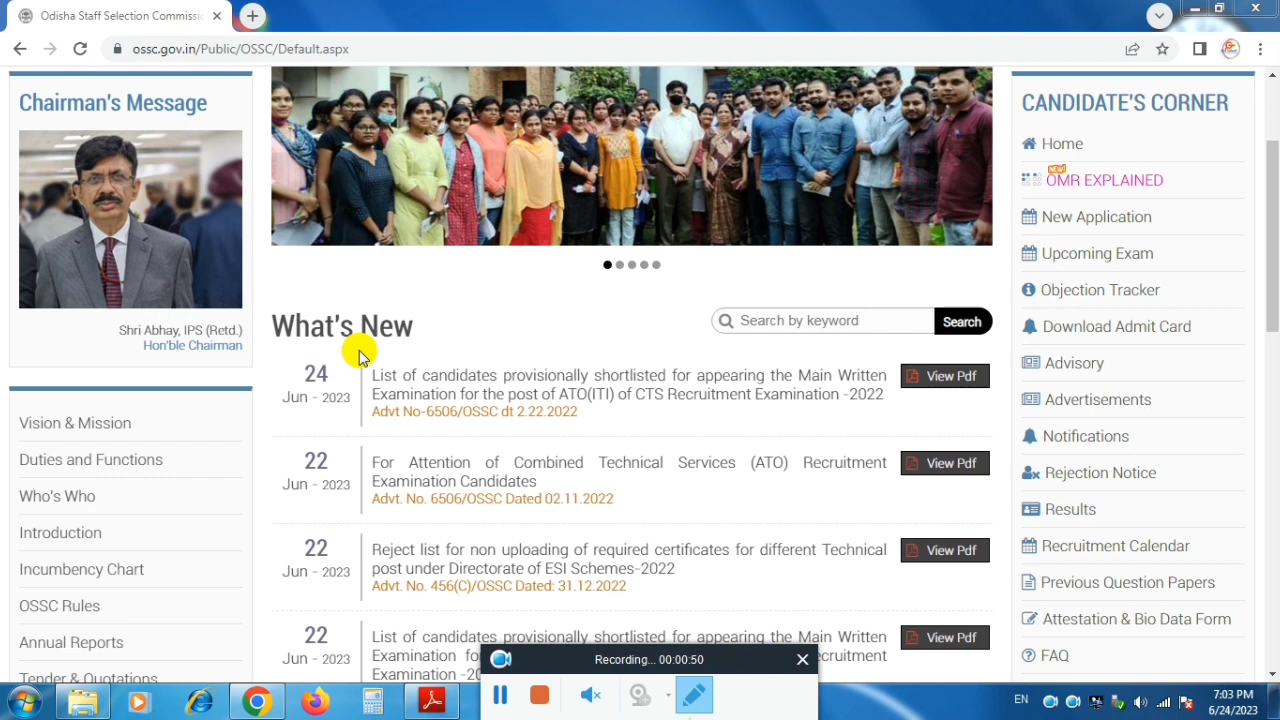 Odisha Staff Selection Commissi
ossc.gov.in/Public/OSSC/Default.aspx
Chairman's Message
Shri Abhay, IPS (Retd.)
Hon'ble Chairman
Vision & Mission
Duties and Functions
Who's Who
Introduction
Incumbency Chart
OSSC Rules
Annual Reports
Tender & Quotations
What's New
Search by keyword
Search
24
Jun - 2023
List of candidates provisionally shortlisted for appearing the Main Written
Examination for the post of ATO(ITI) of CTS Recruitment Examination -2022
Advt No-6506/OSSC dt 2.22.2022
View Pdf
22
Jun - 2023
For Attention of Combined Technical Services (ATO) Recruitment
Examination Candidates
Advt. No. 6506/OSSC Dated 02.11.2022
View Pdf
22
Jun - 2023
Reject list for non uploading of required certificates for different Technical
post under Directorate of ESI Schemes-2022
Advt. No. 456(C)/OSSC Dated: 31.12.2022
View Pdf
22
Jun - 2023
List of candidates provisionally shortlisted for appearing the Main Written
Examination fo ecruitment
Examination -20
View Pdf
CANDIDATE'S CORNER
Home
NEW
OMR EXPLAINED
New Application
Upcoming Exam
Objection Tracker
Download Admit Card
Advisory
Advertisements
Notifications
Rejection Notice
Results
Recruitment Calendar
Previous Question Papers
Attestation & Bio Data Form
FAQ
Recording... 00:00:50
EN
7:03 PM
6/24/2023